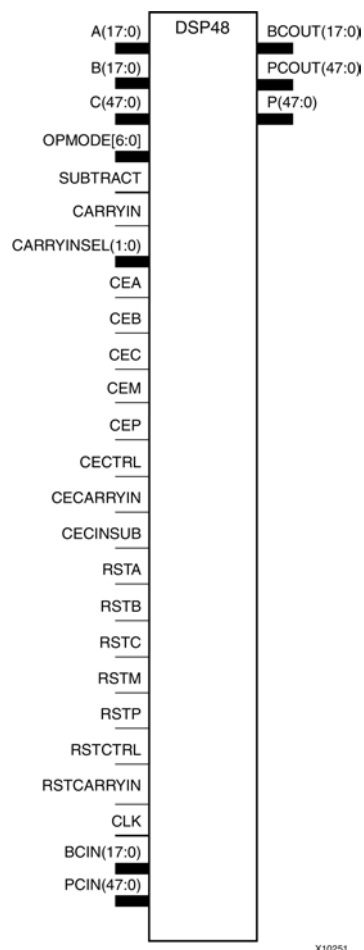 DSP48
A(17:0)
B(17:0)
C(47:0)
OPMODE[6:0]
SUBTRACT
CARRYIN
CARRYINSEL(1:0)
CEA
CEB
CEC
CEM
CEP
CECTRL
CECARRYIN
CECINSUB
RSTA
RSTB
RSTC
RSTM
RSTP
RSTCTRL
RSTCARRYIN
CLK
BCIN(17:0)
PCIN(47:0)
BCOUT(17:0)
PCOUT(47:0)
P(47:0)
X10251